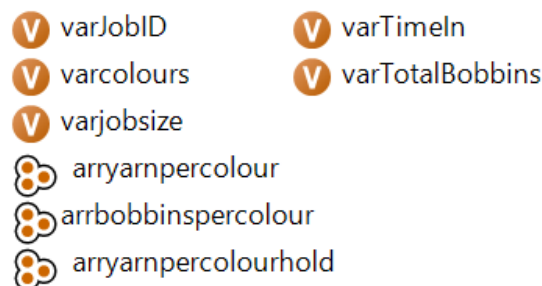 varJobID
varTimeIn
varcolours
varTotalBobbins
varjobsize
arryarnpercolour
arrbobbinspercolour
arryarnpercolourhold